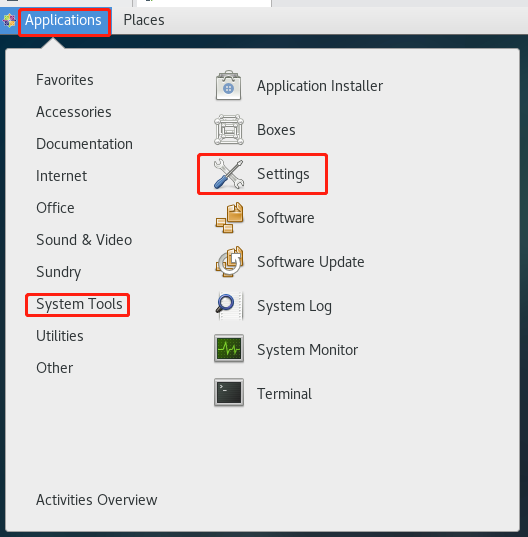 Applications Places
Favorites
Accessories
Documentation
Internet
Office
Sound & Video
Sundry
System Tools
Utilities
Other
Application Installer
Boxes
Settings
Software
Software Update
System Log
System Monitor
Terminal
Activities Overview